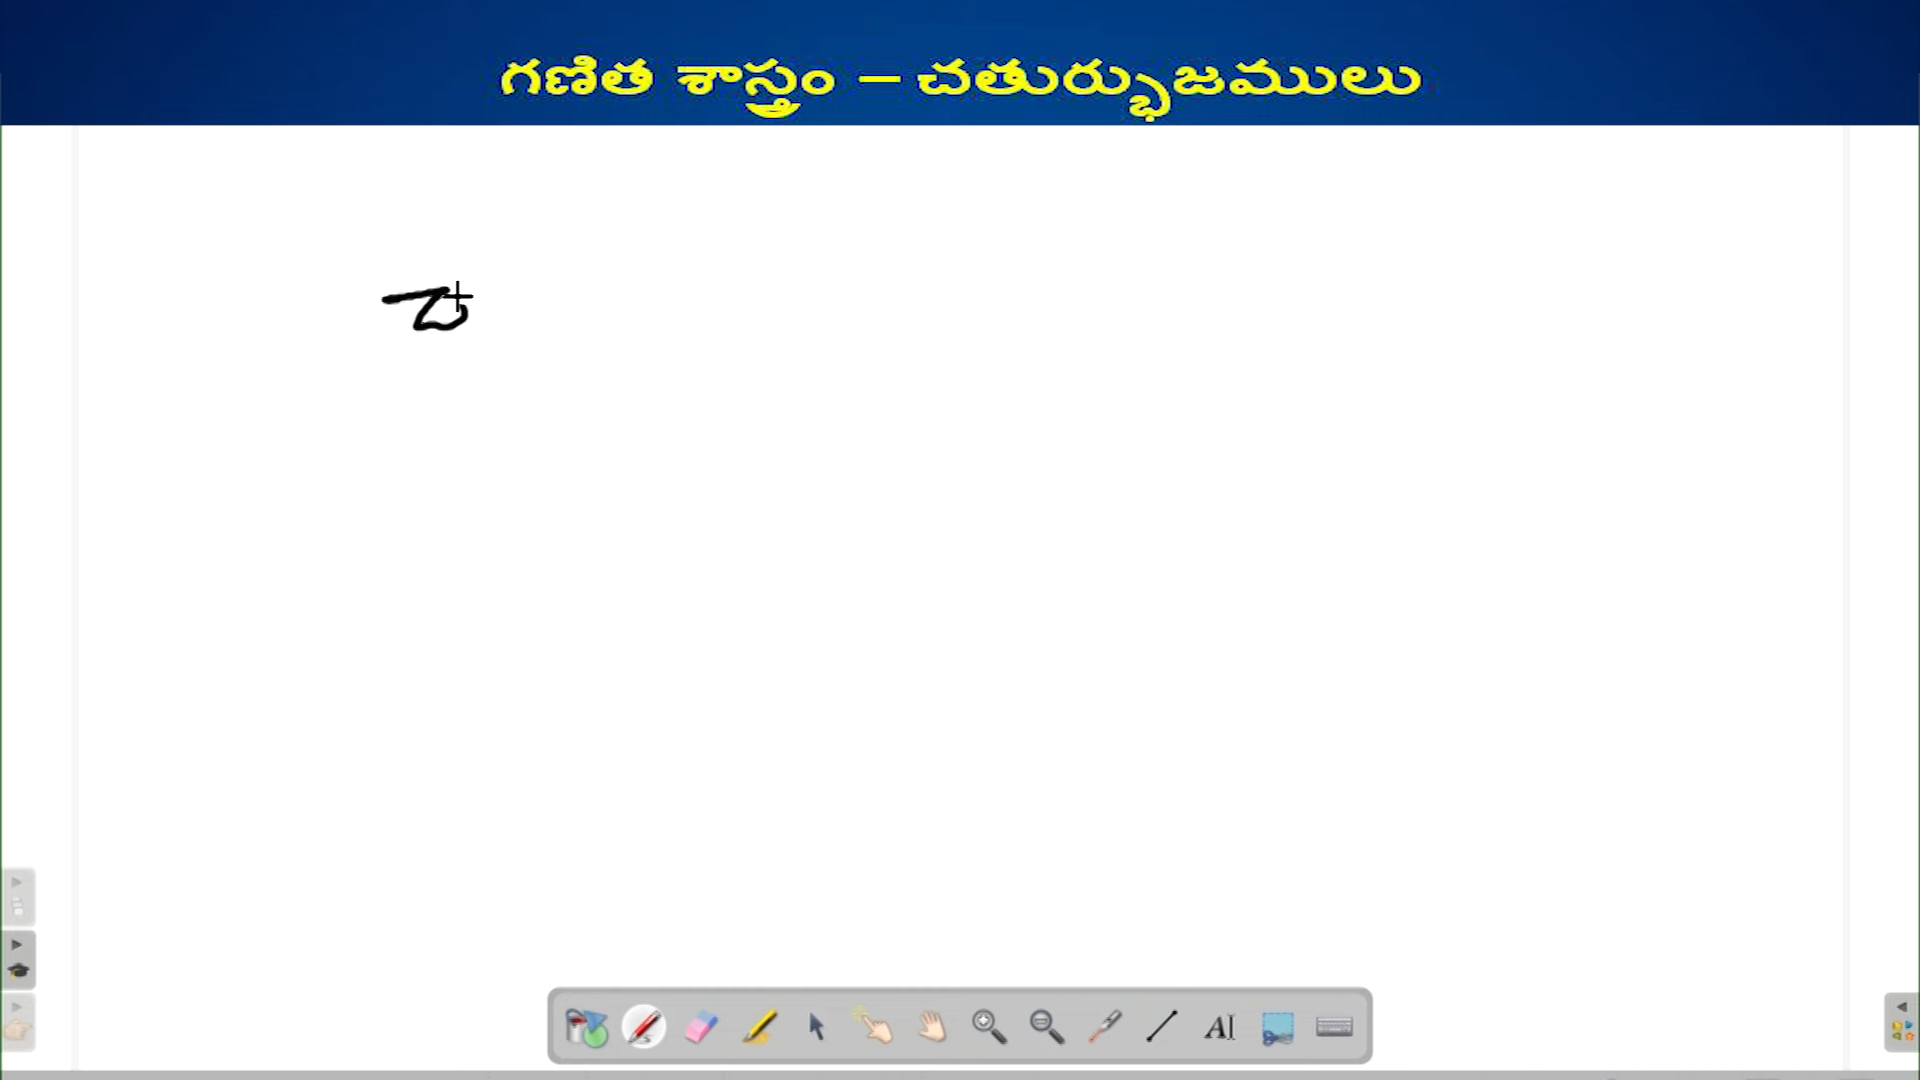 గణిత శాస్త్రం – చతుర్భుజములు
చ